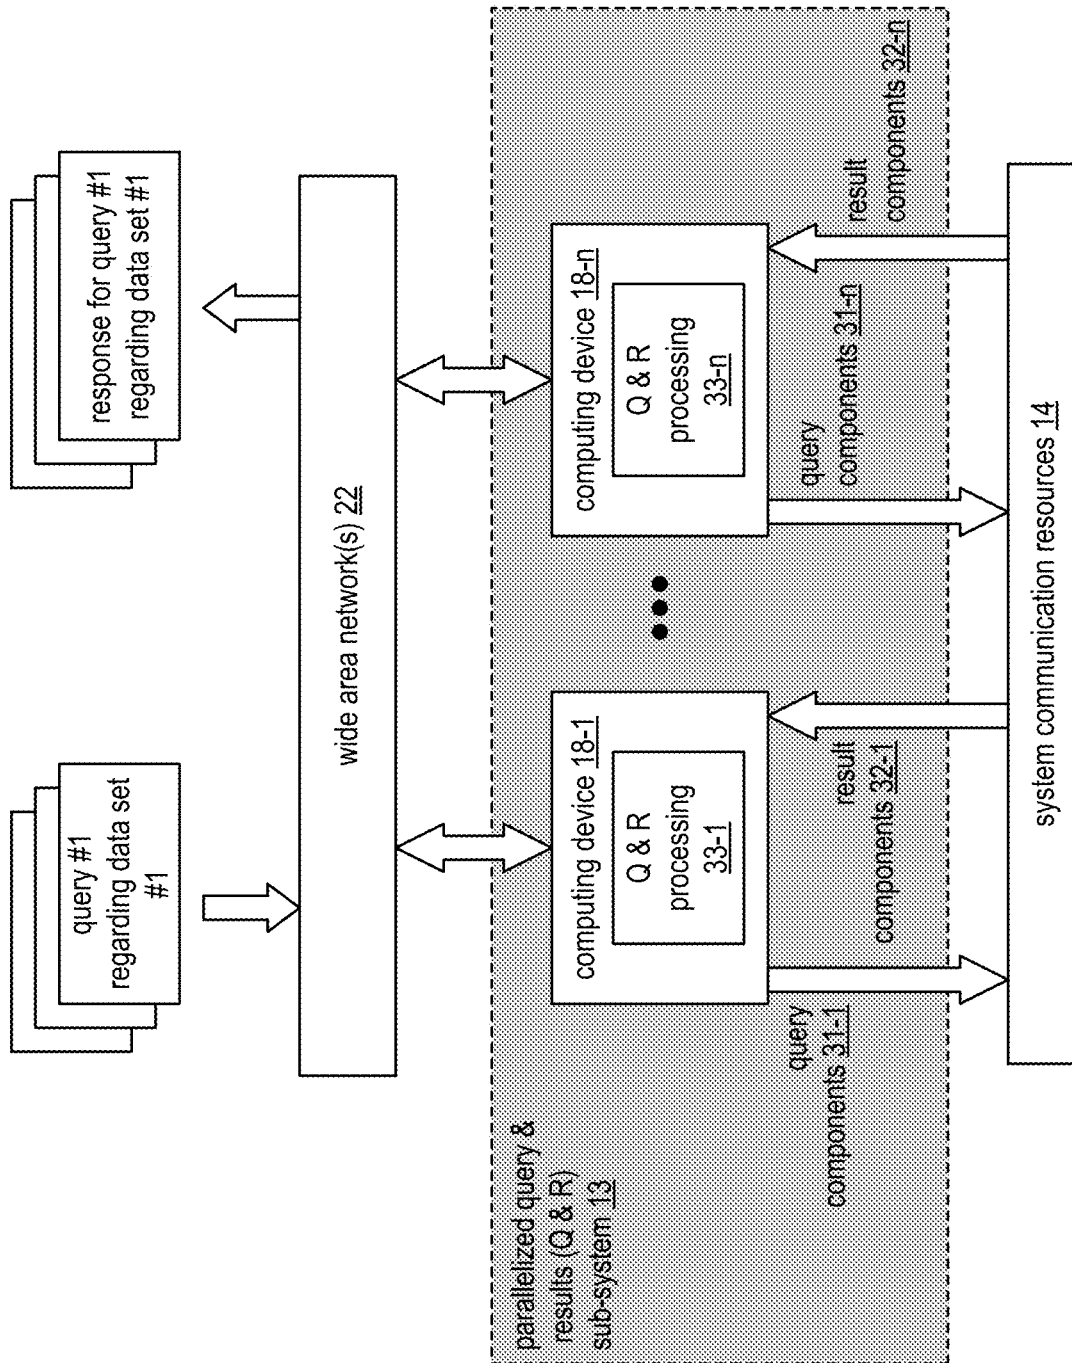 query #1
regarding data set
#1
response for query #1
regarding data set #1
wide area network(s) 22
parallelized query &
results (Q & R)
sub-system 13
computing device 18-1
Q & R
processing
33-1
computing device 18-n
Q & R
processing
33-n
query
components 31-1
result
components 32-1
query
components 31-n
result
components 32-n
system communication resources 14